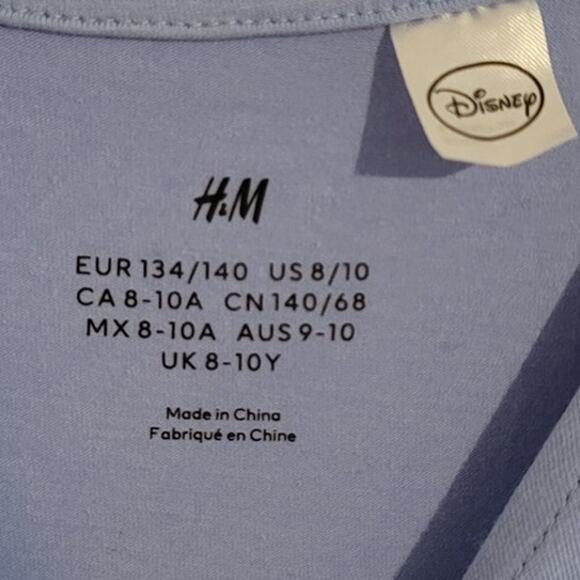 Disney
H&M
EUR 134/140 US 8/10
CA 8-10A CN 140/68
MX 8-10A AUS 9-10
UK 8-10Y
Made in China
Fabriqué en Chine